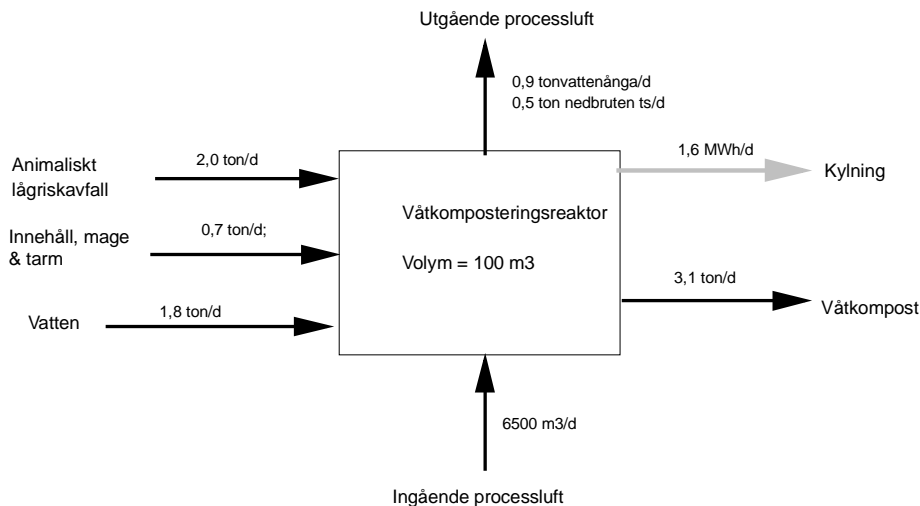 Utgående processluft
0,9 tonvattenånga/d
0,5 ton nedbruten ts/d
Animaliskt
lågriskavfall
2,0 ton/d
1,6 MWh/d
Kylning
Våtkomposteringsreaktor
Innehåll, mage
& tarm
0,7 ton/d;
Volym = 100 m3
3,1 ton/d
Våtkompost
Vatten
1,8 ton/d
6500 m3/d
Ingående processluft